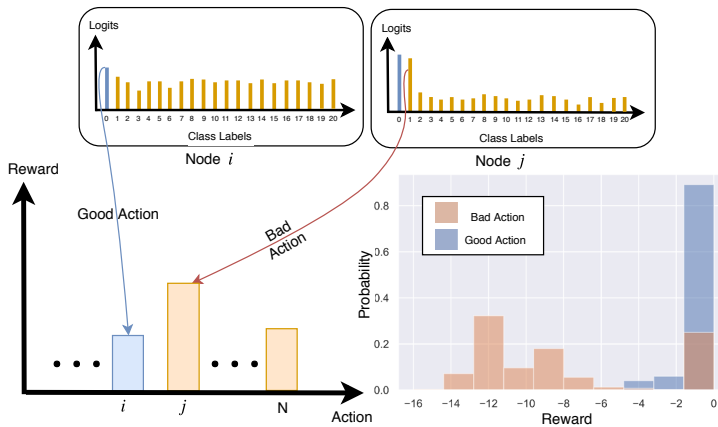 Logits
0 1 2 3 4 5 6 7 8 9 10 11 12 13 14 15 16 17 18 19 20
Class Labels
Node i
Logits
0 1 2 3 4 5 6 7 8 9 10 11 12 13 14 15 16 17 18 19 20
Class Labels
Node j
Reward
Good Action
Bad
Action
i
j
N
Action
Probability
0.8
0.6
0.4
0.2
0.0
Bad Action
Good Action
−16 −14 −12 −10 −8 −6 −4 −2 0
Reward